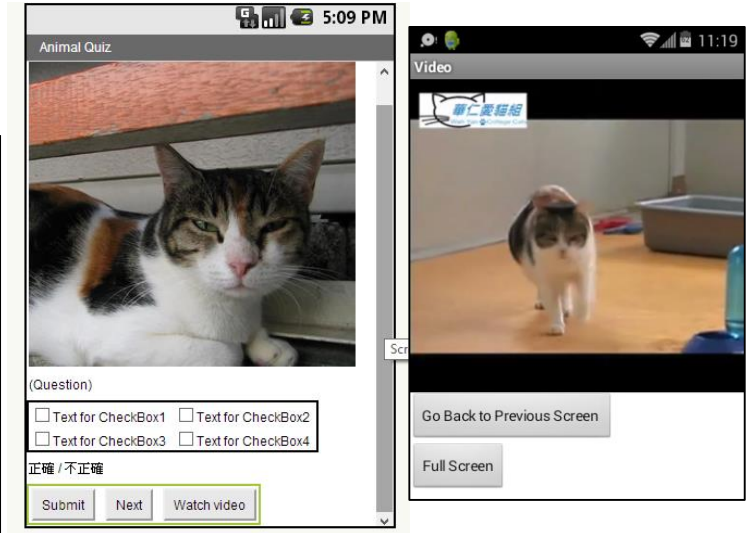 5:09 PM
Animal Quiz
(Question)
Text for CheckBox1 Text for CheckBox2
Text for CheckBox3 Text for CheckBox4
正確 / 不正確
Submit Next Watch video
Scr
11:19
Video
華仁愛貓組
Go Back to Previous Screen
Full Screen